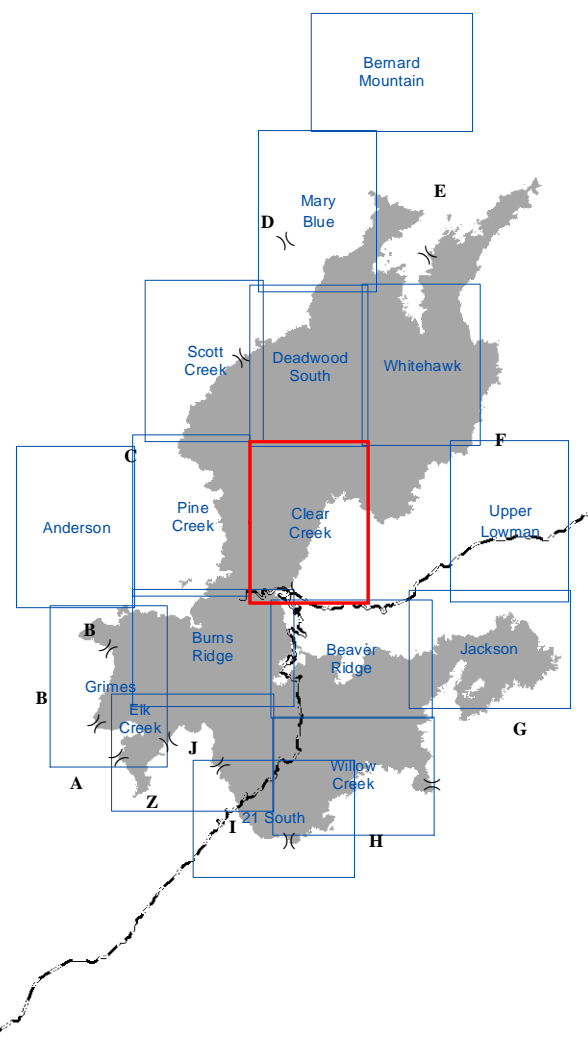 Bernard
Mountain
E
Mary
Blue
D
Scott
Creek
Deadwood
South
Whitehawk
F
C
Pine
Creek
Clear
Creek
Upper
Lowman
Anderson
B
Burns
Ridge
Beaver
Ridge
Jackson
B
Grimes
Elk
Creek
G
J
Willow
Creek
A
Z
I
21 South
H